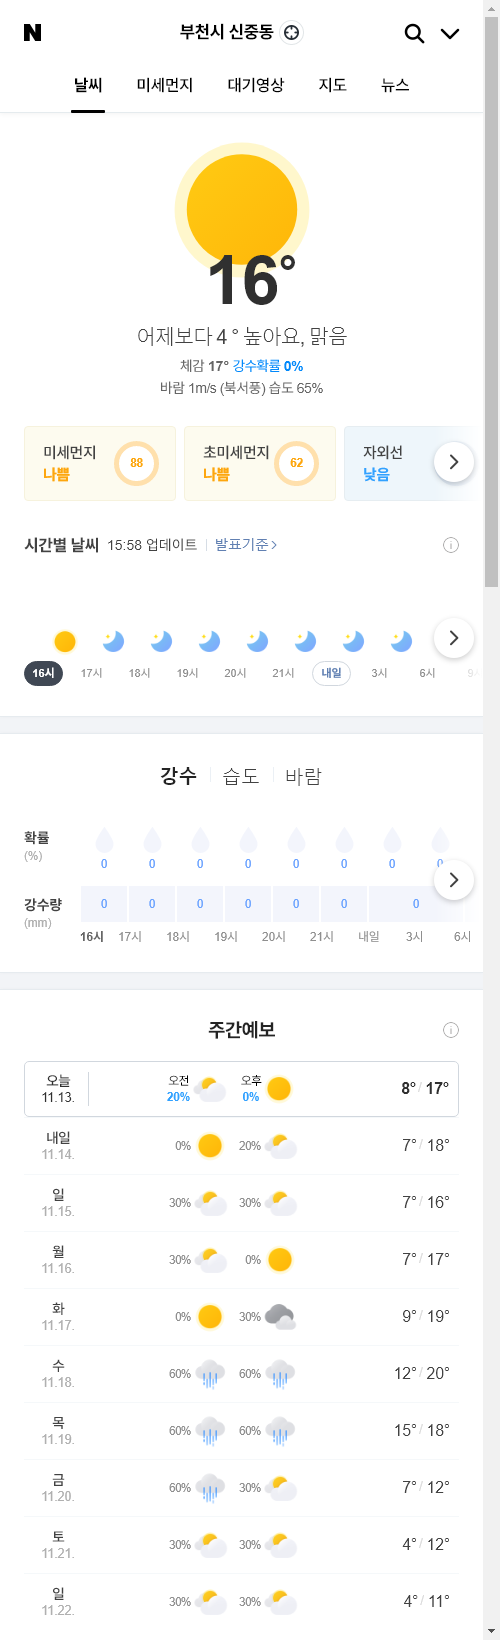 N
부천시 신중동
날씨 미세먼지 대기영상 지도 뉴스
16°
어제보다 4 ° 높아요, 맑음
체감 17° 강수확률 0%
바람 1m/s (북서풍) 습도 65%
미세먼지 나쁨 88
초미세먼지 나쁨 62
자외선 낮음
시간별 날씨 15:58 업데이트 발표기준 >
16시 17시 18시 19시 20시 21시 내일 3시 6시
강수 습도 바람
확률 (%)
0 0 0 0 0 0 0 0
강수량 (mm)
0 0 0 0 0 0 0
16시 17시 18시 19시 20시 21시 내일 3시 6시
주간예보
오늘 11.13. 오전 20% 오후 0% 8° / 17°
내일 11.14. 0% 20% 7° / 18°
일 11.15. 30% 30% 7° / 16°
월 11.16. 30% 0% 7° / 17°
화 11.17. 0% 30% 9° / 19°
수 11.18. 60% 60% 12° / 20°
목 11.19. 60% 60% 15° / 18°
금 11.20. 60% 30% 7° / 12°
토 11.21. 30% 30% 4° / 12°
일 11.22. 30% 30% 4° / 11°